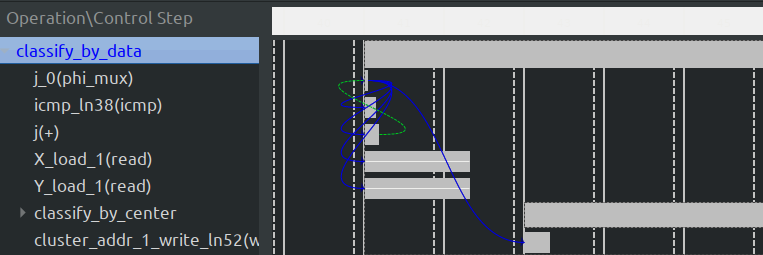 Operation\Control Step
classify_by_data
j_0(phi_mux)
icmp_ln38(icmp)
j(+)
X_load_1(read)
Y_load_1(read)
classify_by_center
cluster_addr_1_write_ln52(w